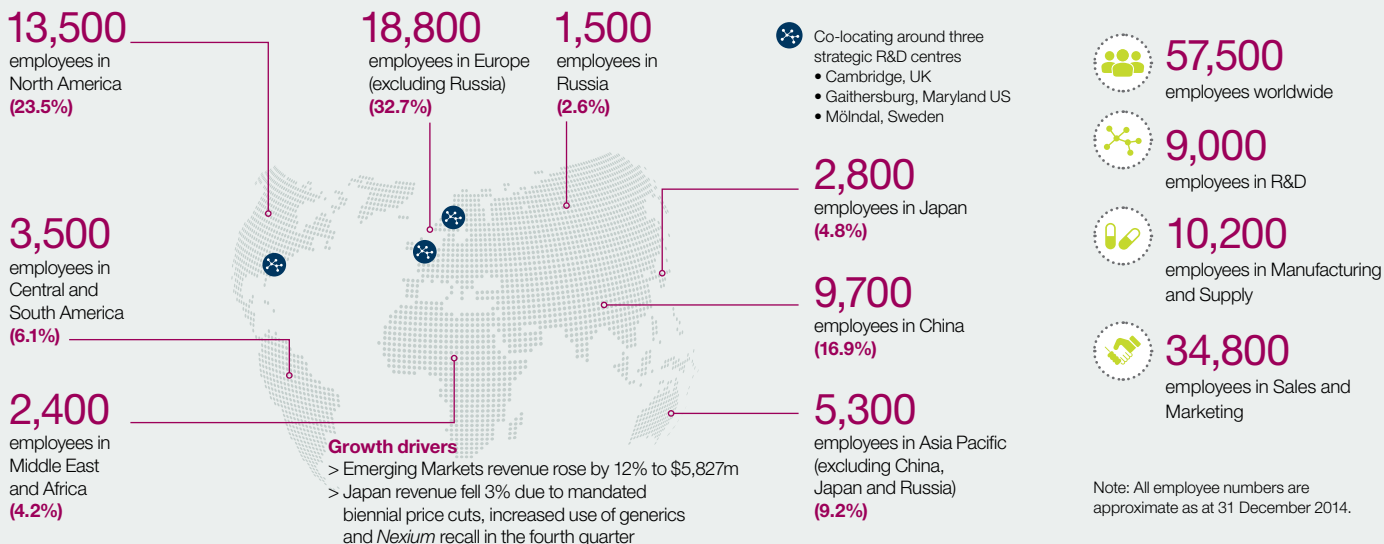 13,500
employees in
North America
(23.5%)
18,800
employees in Europe
(excluding Russia)
(32.7%)
1,500
employees in
Russia
(2.6%)
Co-locating around three
strategic R&D centres
• Cambridge, UK
• Gaithersburg, Maryland US
• Mölndal, Sweden
57,500
employees worldwide
9,000
employees in R&D
10,200
employees in Manufacturing
and Supply
34,800
employees in Sales and
Marketing
2,800
employees in Japan
(4.8%)
3,500
employees in
Central and
South America
(6.1%)
9,700
employees in China
(16.9%)
2,400
employees in
Middle East
and Africa
(4.2%)
5,300
employees in Asia Pacific
(excluding China,
Japan and Russia)
(9.2%)
Growth drivers
> Emerging Markets revenue rose by 12% to $5,827m
> Japan revenue fell 3% due to mandated
biennial price cuts, increased use of generics
and Nexium recall in the fourth quarter
Note: All employee numbers are
approximate as at 31 December 2014.